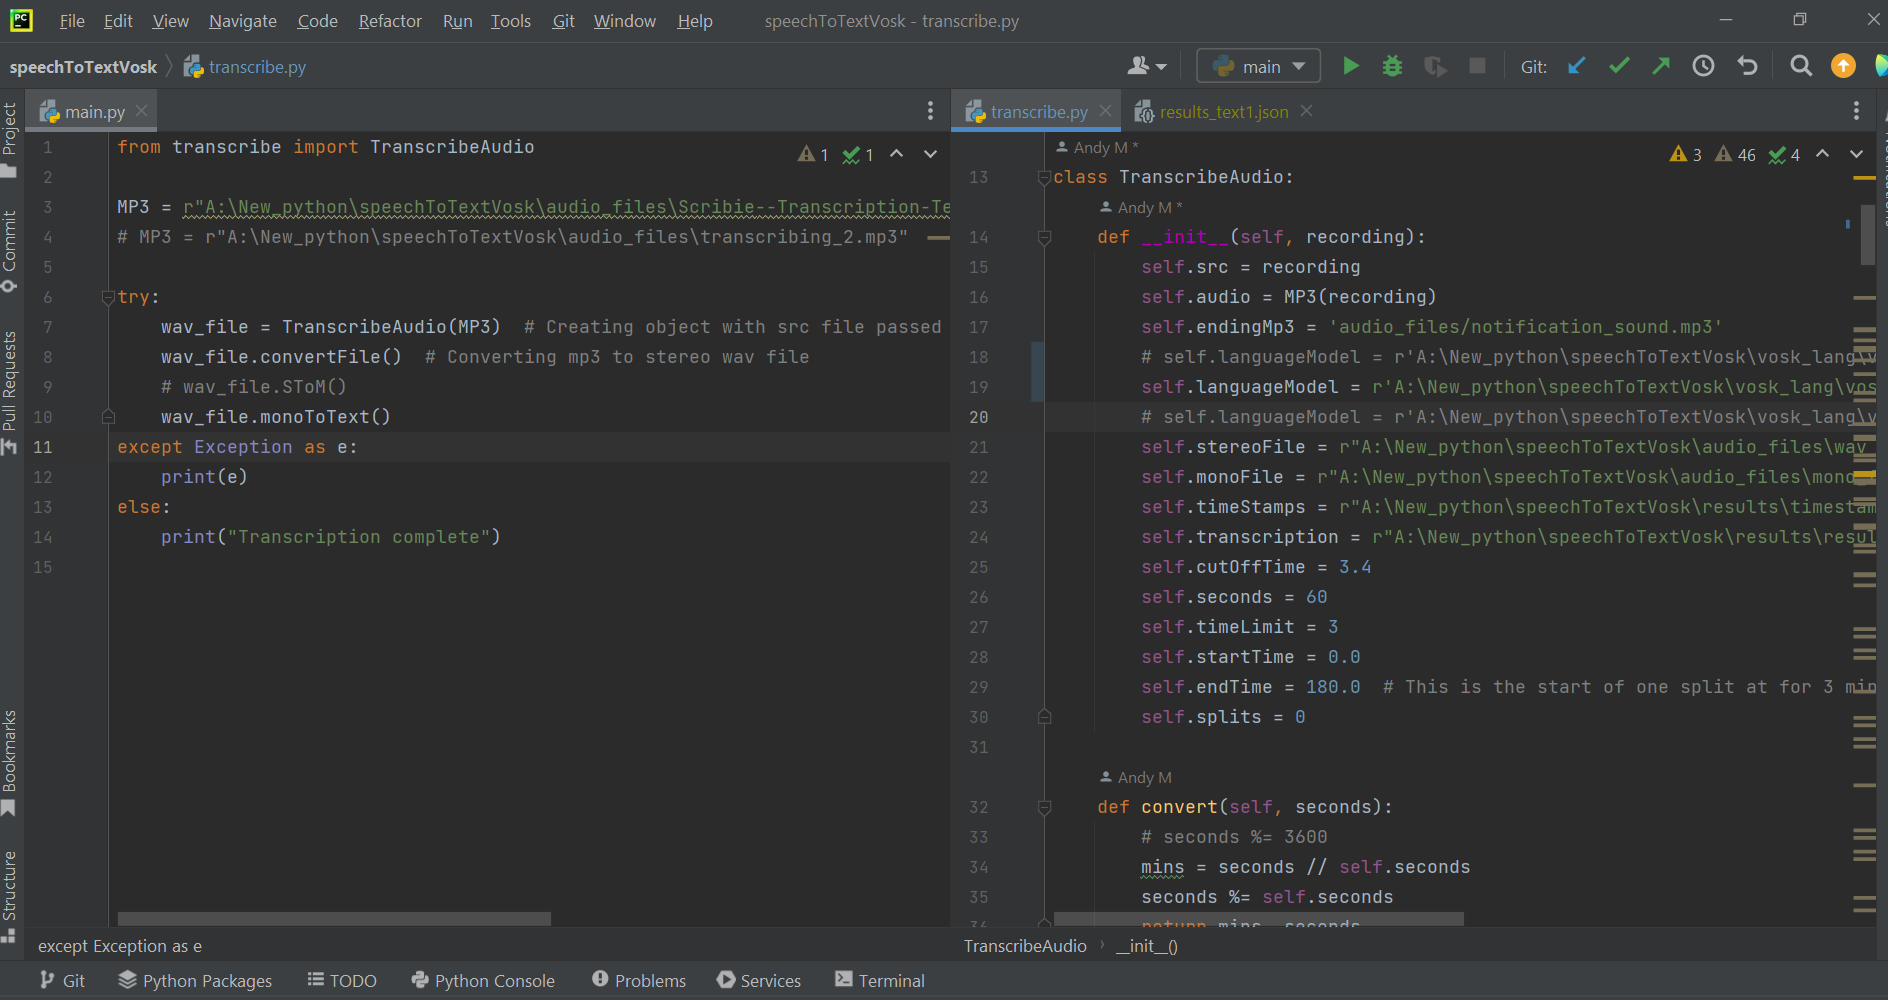 PC
File Edit View Navigate Code Refactor Run Tools Git Window Help speechToTextVosk - transcribe.py
speechToTextVosk transcribe.py main Git:
main.py
1 from transcribe import TranscribeAudio
1 1
2
3 MP3 = r"A:\New_python\speechToTextVosk\audio_files\Scribie--Transcription-Te
4 # MP3 = r"A:\New_python\speechToTextVosk\audio_files\transcribing_2.mp3"
5
6 try:
7 wav_file = TranscribeAudio(MP3) # Creating object with src file passed
8 wav_file.convertFile() # Converting mp3 to stereo wav file
9 # wav_file.SToM()
10 wav_file.monoToText()
11 except Exception as e:
12 print(e)
13 else:
14 print("Transcription complete")
15
except Exception as e
transcribe.py results_text1.json
Andy M *
3 46 4
13 class TranscribeAudio:
Andy M *
14 def __init__(self, recording):
15 self.src = recording
16 self.audio = MP3(recording)
17 self.endingMp3 = 'audio_files/notification_sound.mp3'
18 # self.languageModel = r'A:\New_python\speechToTextVosk\vosk_lang\v
19 self.languageModel = r'A:\New_python\speechToTextVosk\vosk_lang\vos
20 # self.languageModel = r'A:\New_python\speechToTextVosk\vosk_lang\v
21 self.stereoFile = r"A:\New_python\speechToTextVosk\audio_files\wav_
22 self.monoFile = r"A:\New_python\speechToTextVosk\audio_files\mono_
23 self.timeStamps = r"A:\New_python\speechToTextVosk\results\timestam
24 self.transcription = r"A:\New_python\speechToTextVosk\results\resul
25 self.cutOffTime = 3.4
26 self.seconds = 60
27 self.timeLimit = 3
28 self.startTime = 0.0
29 self.endTime = 180.0 # This is the start of one split at for 3 min
30 self.splits = 0
31
Andy M
32 def convert(self, seconds):
33 # seconds %= 3600
34 mins = seconds // self.seconds
35 seconds %= self.seconds
36 return mins, seconds
TranscribeAudio __init__()
Project
Commit
Pull Requests
Bookmarks
Structure
Git Python Packages TODO Python Console Problems Services Terminal